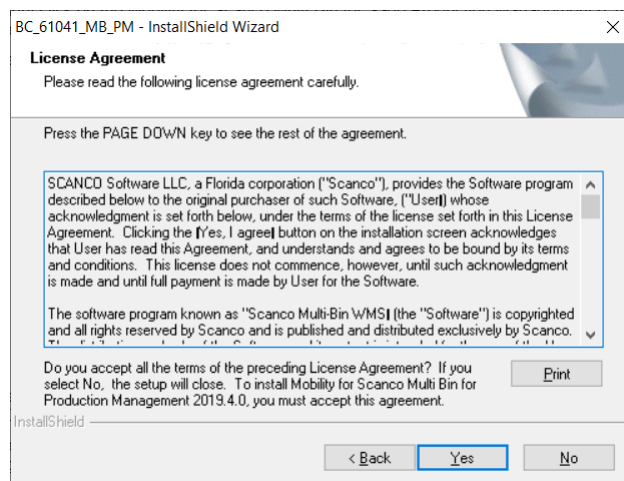 BC_61041_MB_PM - InstallShield Wizard
License Agreement
Please read the following license agreement carefully.
Press the PAGE DOWN key to see the rest of the agreement.
SCANCO Software LLC, a Florida corporation ("Scanco"), provides the Software program
described below to the original purchaser of such Software, ("User‖) whose
acknowledgment is set forth below, under the terms of the license set forth in this License
Agreement.  Clicking the ‖Yes, I agree‖ button on the installation screen acknowledges
that User has read this Agreement, and understands and agrees to be bound by its terms
and conditions.  This license does not commence, however, until such acknowledgment
is made and until full payment is made by User for the Software.
The software program known as "Scanco Multi-Bin WMS‖ (the "Software") is copyrighted
and all rights reserved by Scanco and is published and distributed exclusively by Scanco.
Do you accept all the terms of the preceding License Agreement?  If you
select No,  the setup will close.  To install Mobility for Scanco Multi Bin for
Production Management 2019.4.0, you must accept this agreement.
Print
InstallShield
< Back
Yes
No